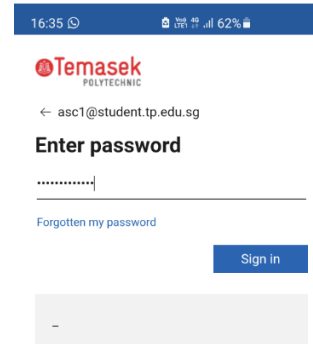 16:35 62%
Temasek
POLYTECHNIC
← asc1@student.tp.edu.sg
Enter password
•••••••••••••
Forgotten my password
Sign in
–